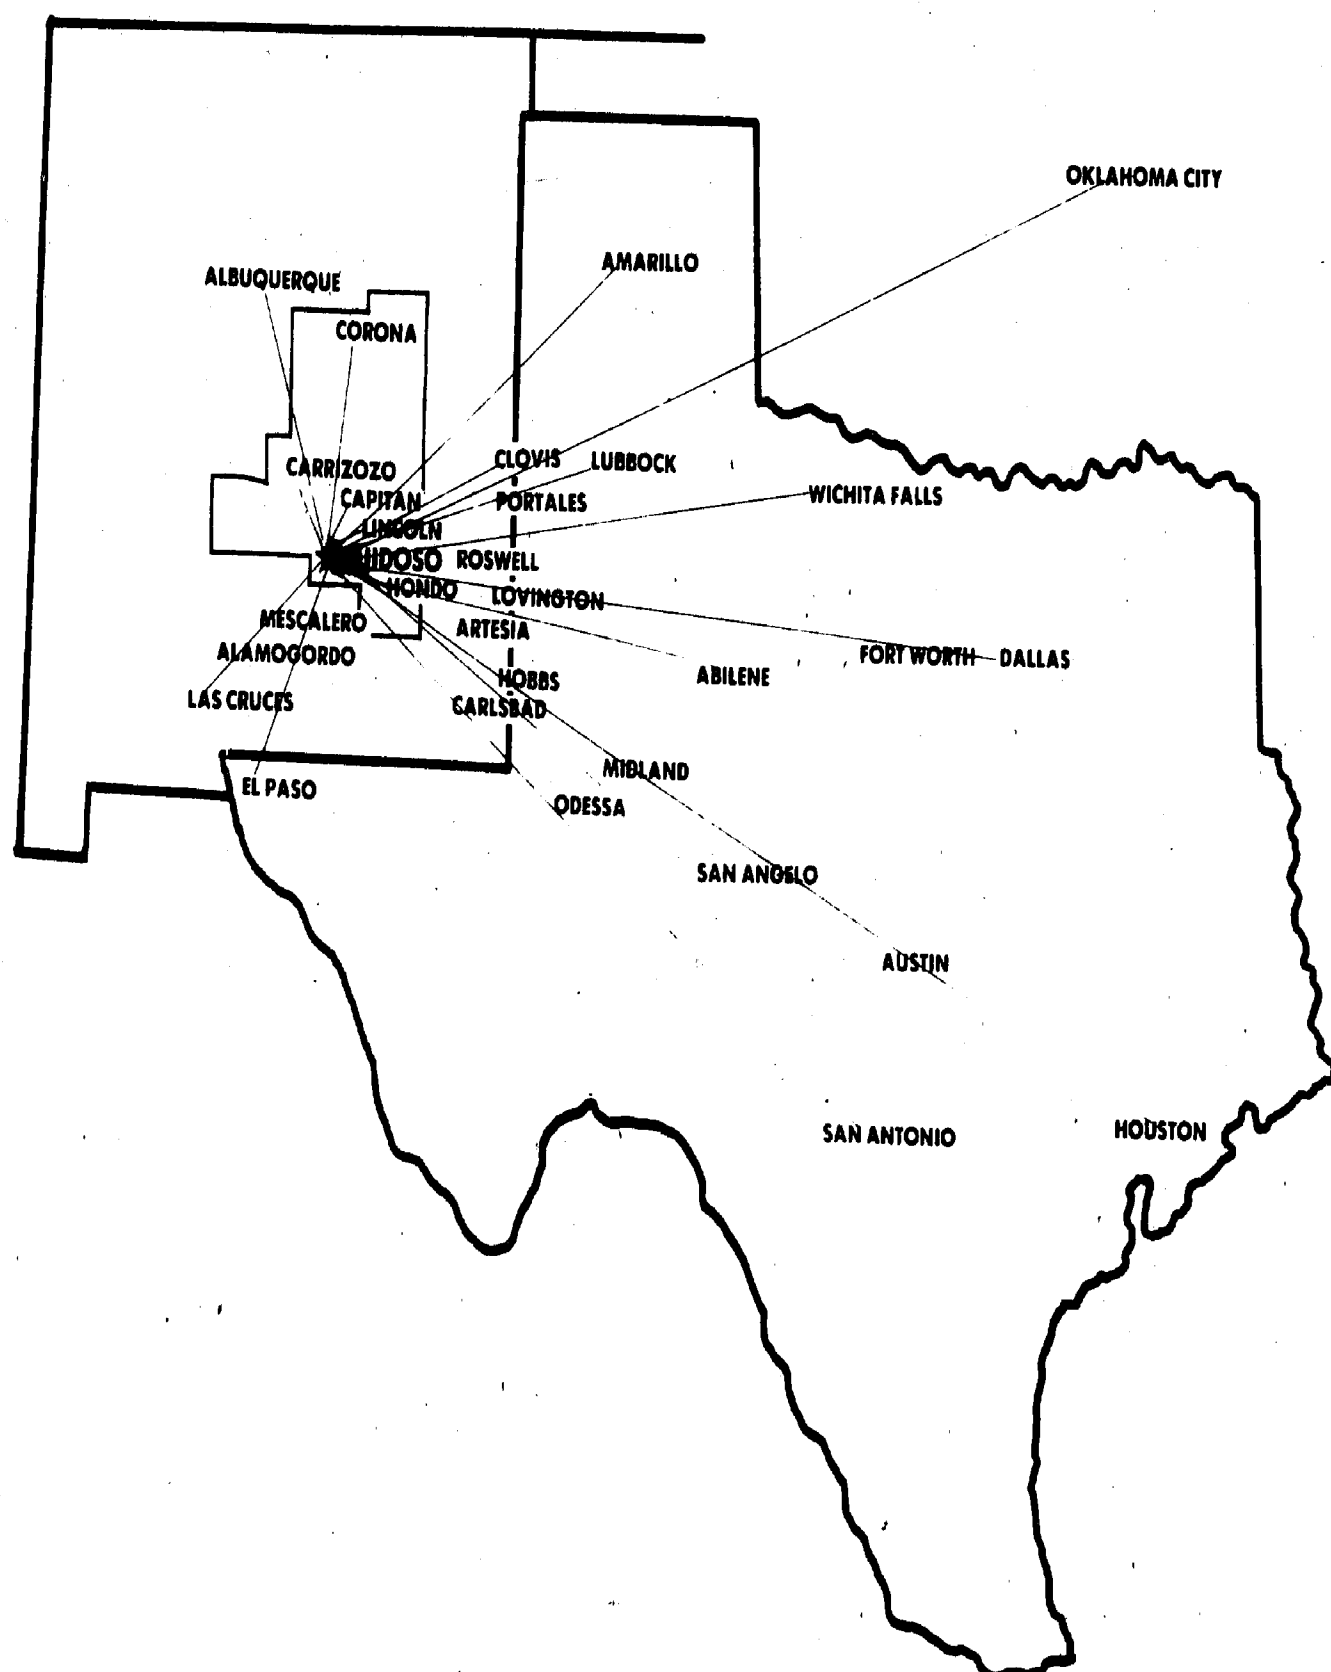 OKLAHOMA CITY
AMARILLO
ALBUQUERQUE
CORONA
CLOVIS
LUBBOCK
CARRIZOZO
CAPITAN
PORTALES
WICHITA FALLS
LINCOLN
IDOSO
ROSWELL
HONDO
LOVINGTON
MESCALERO
ARTESIA
ALAMOGORDO
FORT WORTH
DALLAS
ABILENE
HOBBS
LAS CRUCES
CARLSBAD
MIDLAND
EL PASO
ODESSA
SAN ANGELO
AUSTIN
SAN ANTONIO
HOUSTON